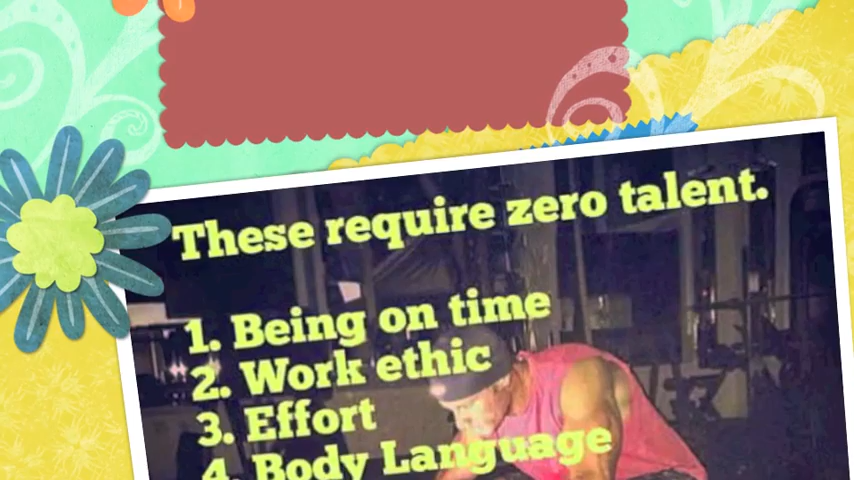 These require zero talent.
1. Being on time
2. Work ethic
3. Effort
4. Body Language